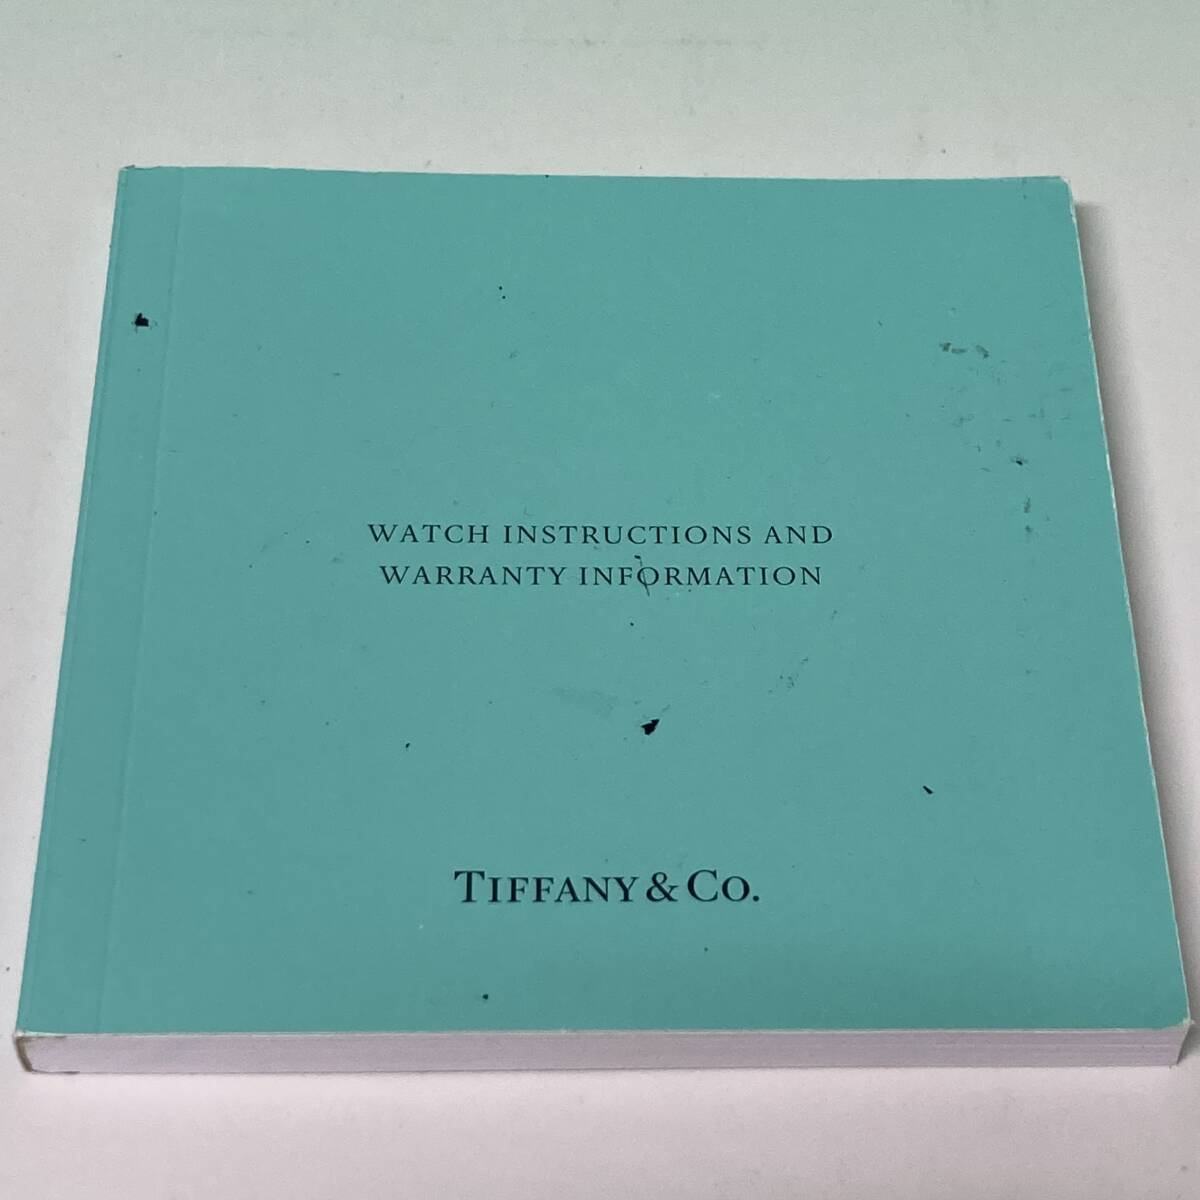 WATCH INSTRUCTIONS AND
WARRANTY INFORMATION
TIFFANY & CO.